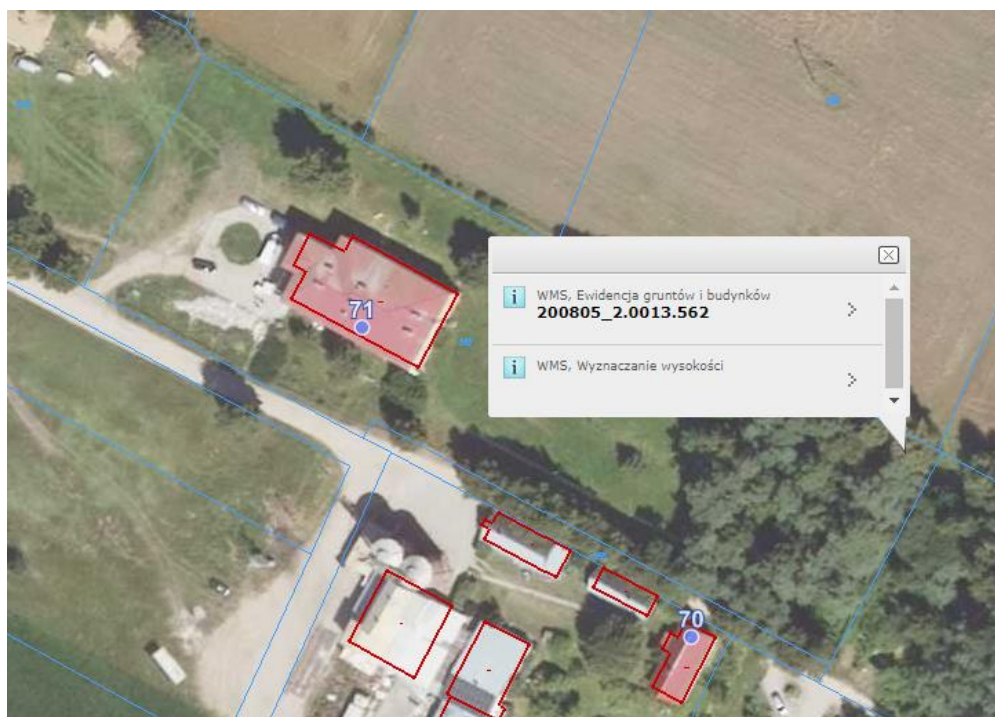 71
WMS, Ewidencja gruntów i budynków
200805_2.0013.562
WMS, Wyznaczanie wysokości
70